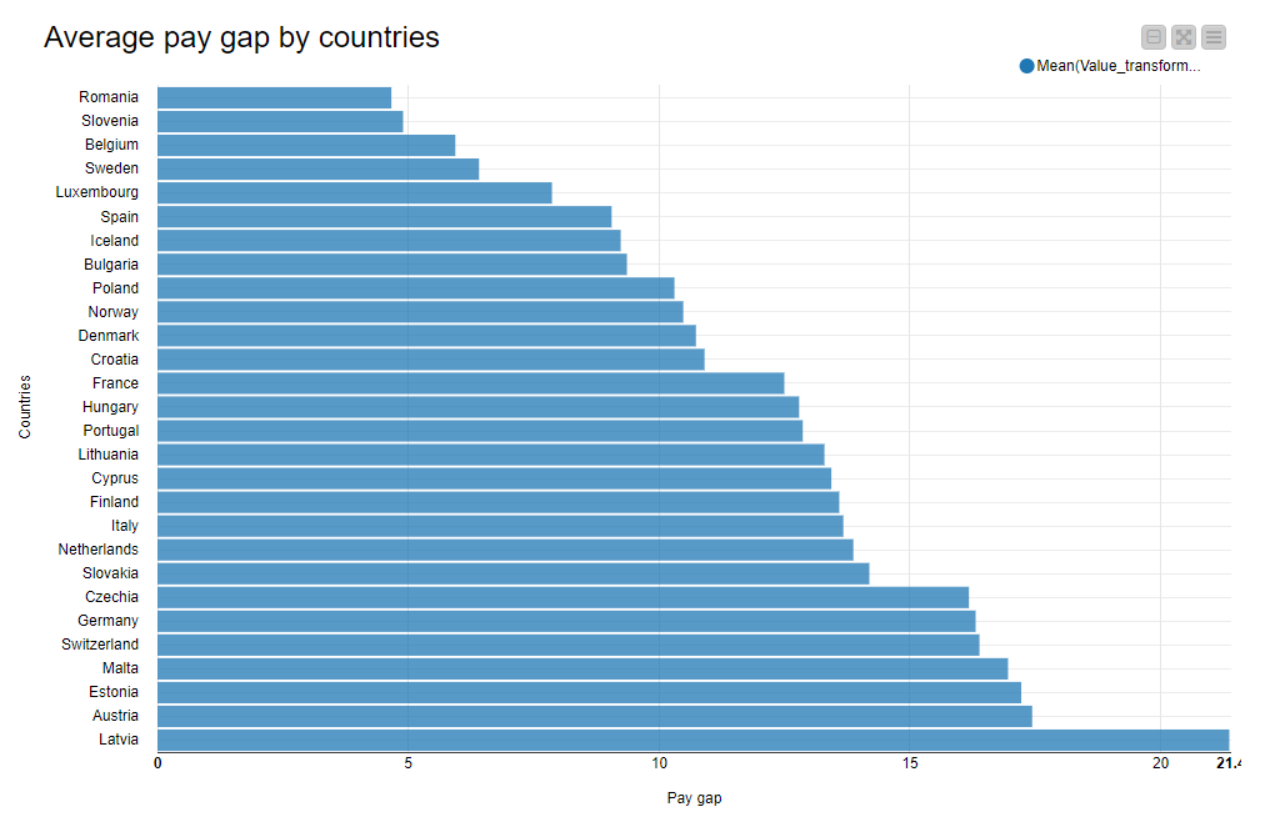 Average pay gap by countries
Mean(Value_transform...
Romania
Slovenia
Belgium
Sweden
Luxembourg
Spain
Iceland
Bulgaria
Poland
Norway
Denmark
Croatia
France
Hungary
Portugal
Lithuania
Cyprus
Finland
Italy
Netherlands
Slovakia
Czechia
Germany
Switzerland
Malta
Estonia
Austria
Latvia
Countries
0 5 10 15 20 21.4
Pay gap